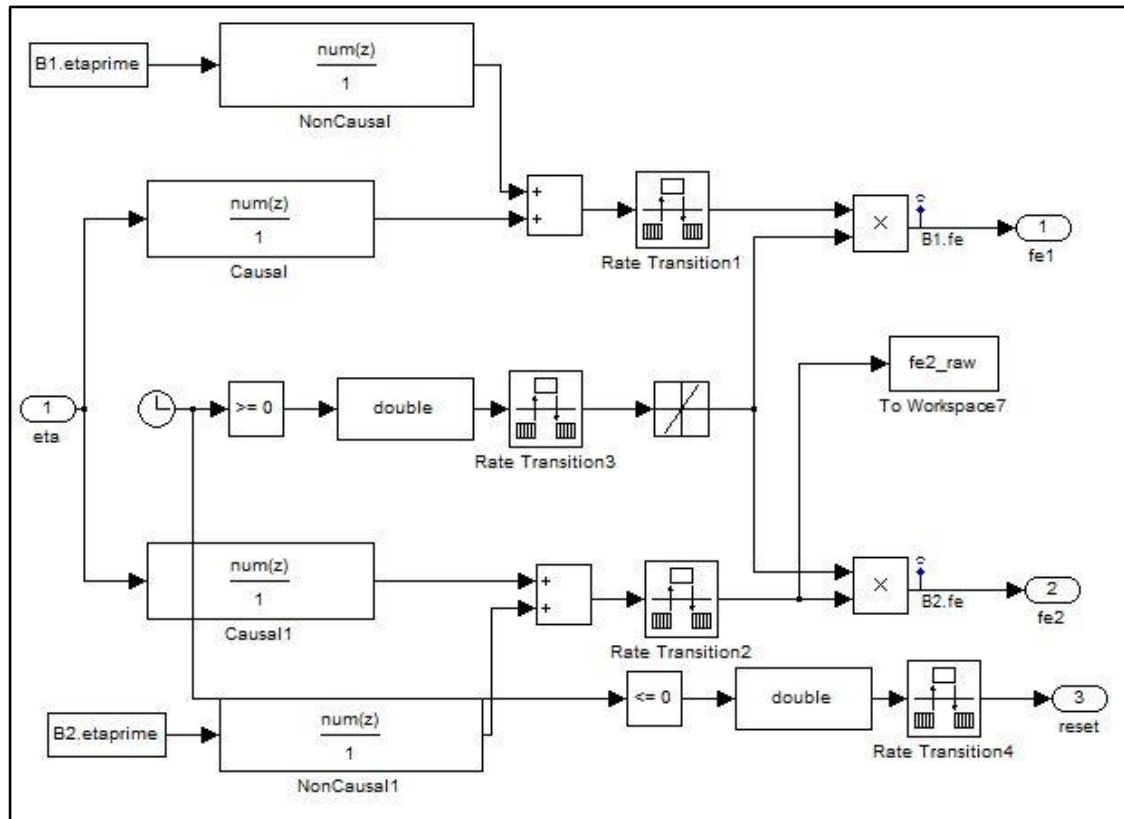 B1.etaprime
num(z)
1
NonCausal
num(z)
1
Causal
+
+
Rate Transition1
×
B1.fe
1
fe1
1
eta
>= 0
double
Rate Transition3
fe2_raw
To Workspace7
num(z)
1
Causal1
+
+
Rate Transition2
×
B2.fe
2
fe2
B2.etaprime
num(z)
1
NonCausal1
<= 0
double
Rate Transition4
3
reset